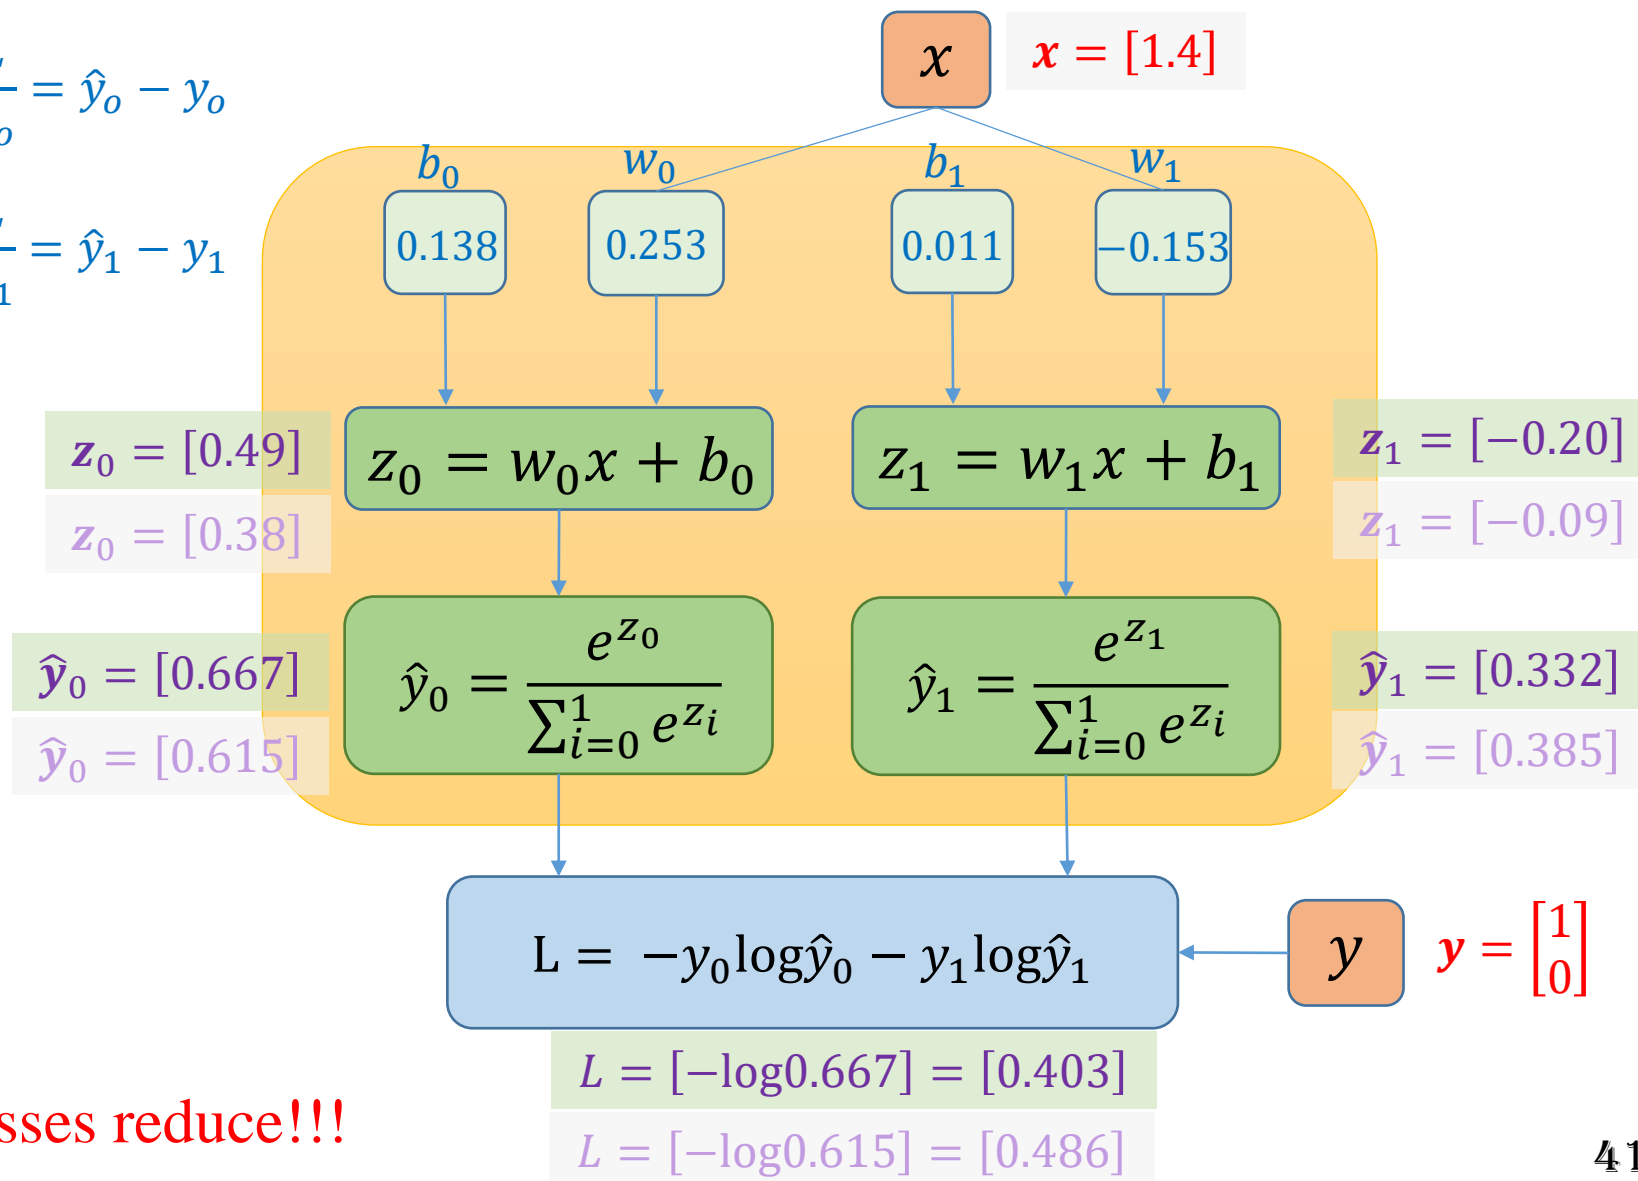 x
x = [1.4]
= ŷₒ − yₒ
o
= ŷ₁ − y₁
1
b₀ w₀ b₁ w₁
0.138 0.253 0.011 −0.153
z₀ = [0.49] z₀ = w₀x + b₀ z₁ = w₁x + b₁ z₁ = [−0.20]
z₀ = [0.38] z₁ = [−0.09]
ŷ₀ = [0.667] ŷ₀ = e^{z₀} / ∑_{i=0}^{1} e^{z_i} ŷ₁ = e^{z₁} / ∑_{i=0}^{1} e^{z_i} ŷ₁ = [0.332]
ŷ₀ = [0.615] ŷ₁ = [0.385]
L = −y₀logŷ₀ − y₁logŷ₁
y
y = [1 0]
L = [−log0.667] = [0.403]
L = [−log0.615] = [0.486]
sses reduce!!!
41